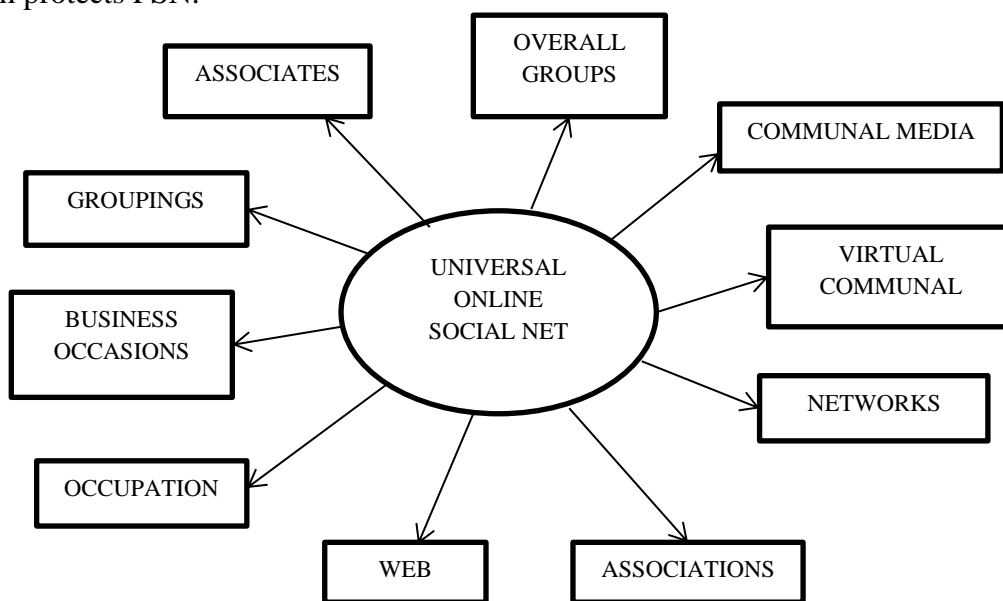 protects PSN.
OVERALL
GROUPS
ASSOCIATES
COMMUNAL MEDIA
GROUPINGS
VIRTUAL
COMMUNAL
UNIVERSAL
ONLINE
SOCIAL NET
BUSINESS
OCCASIONS
NETWORKS
OCCUPATION
WEB
ASSOCIATIONS